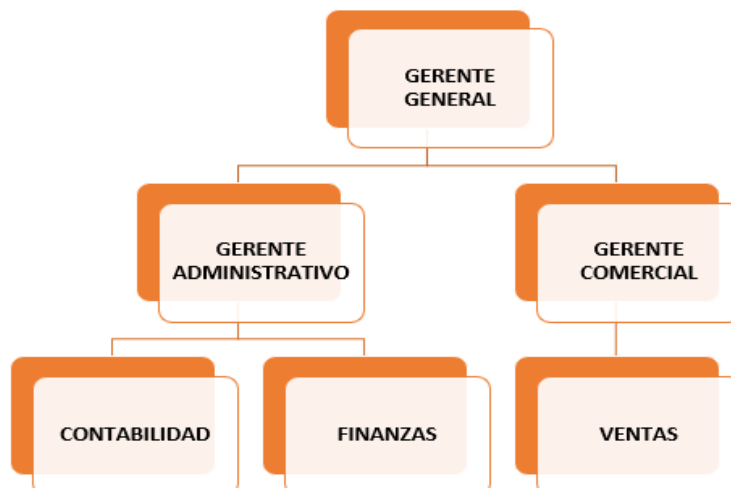 GERENTE
GENERAL
GERENTE
ADMINISTRATIVO
GERENTE
COMERCIAL
CONTABILIDAD
FINANZAS
VENTAS